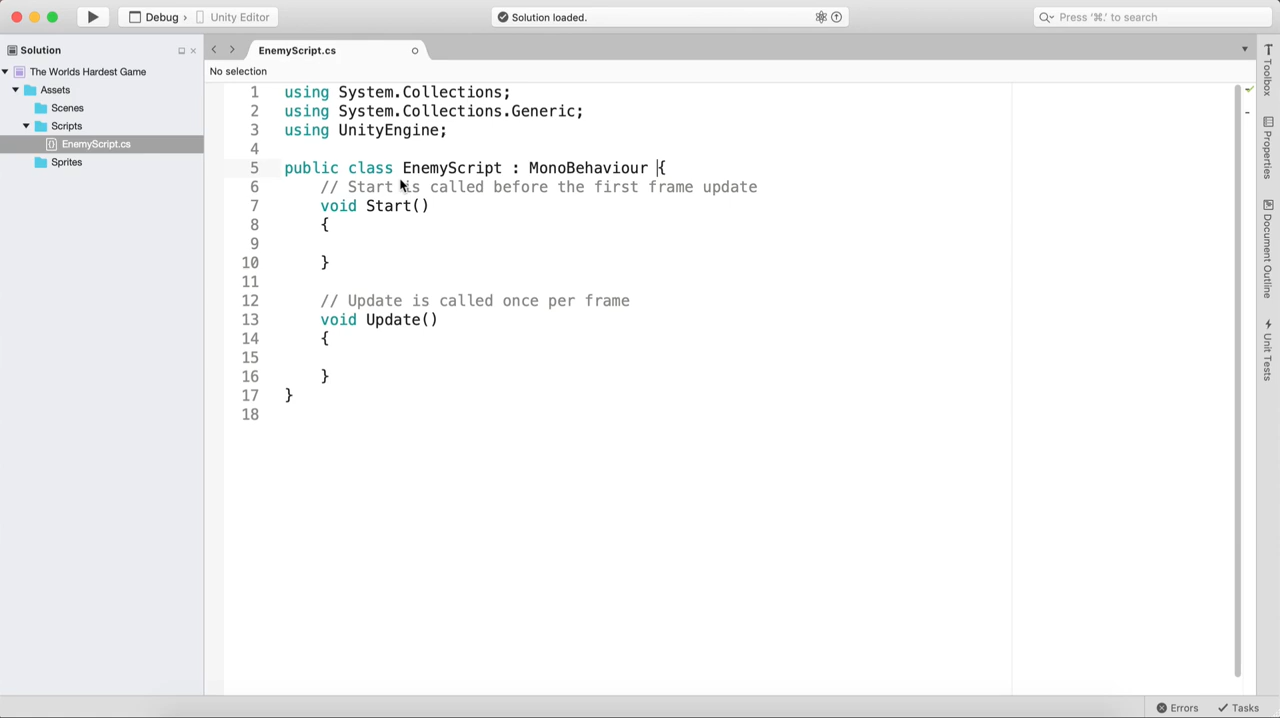 Debug › Unity Editor
Solution loaded.
Press '⌘.' to search
Solution
The Worlds Hardest Game
Assets
Scenes
Scripts
{} EnemyScript.cs
Sprites
EnemyScript.cs
No selection
1 using System.Collections;
2 using System.Collections.Generic;
3 using UnityEngine;
4
5 public class EnemyScript : MonoBehaviour {
6 // Start is called before the first frame update
7 void Start()
8 {
9
10 }
11
12 // Update is called once per frame
13 void Update()
14 {
15
16 }
17 }
18
Toolbox
Properties
Document Outline
Unit Tests
Errors
Tasks